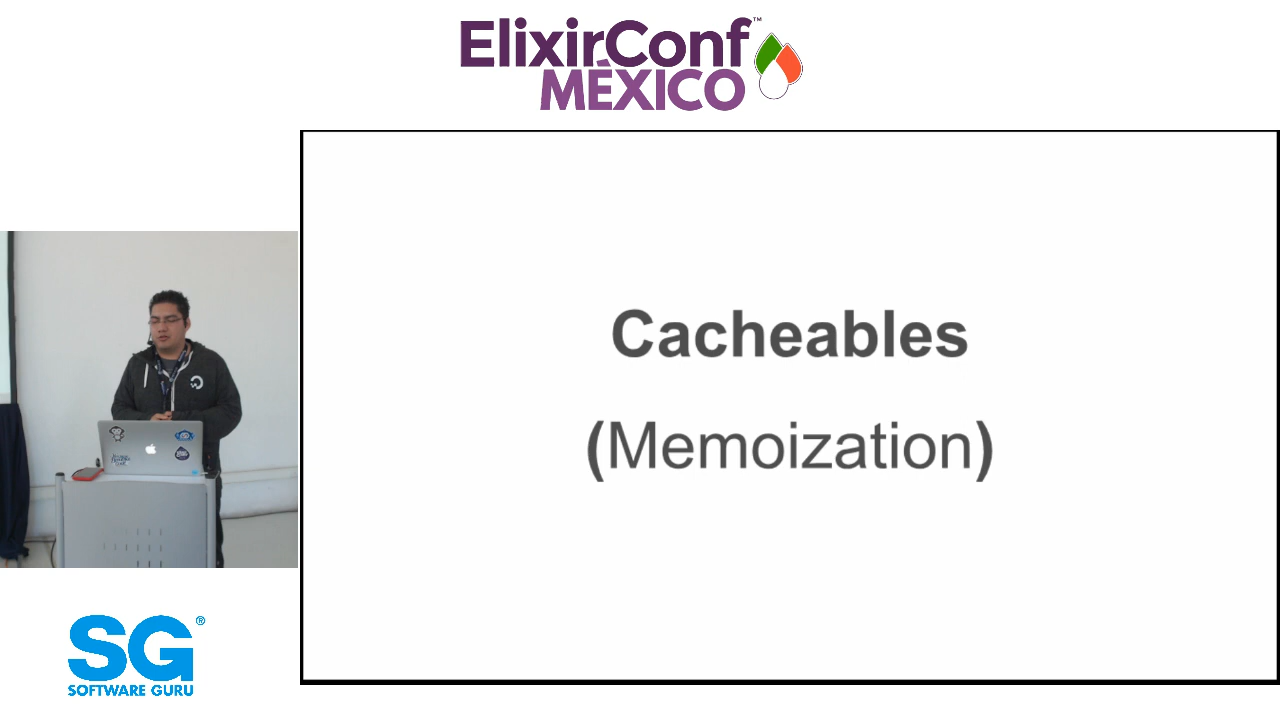 ElixirConf™
MÉXICO
Cacheables
(Memoization)
SG®
SOFTWARE GURU